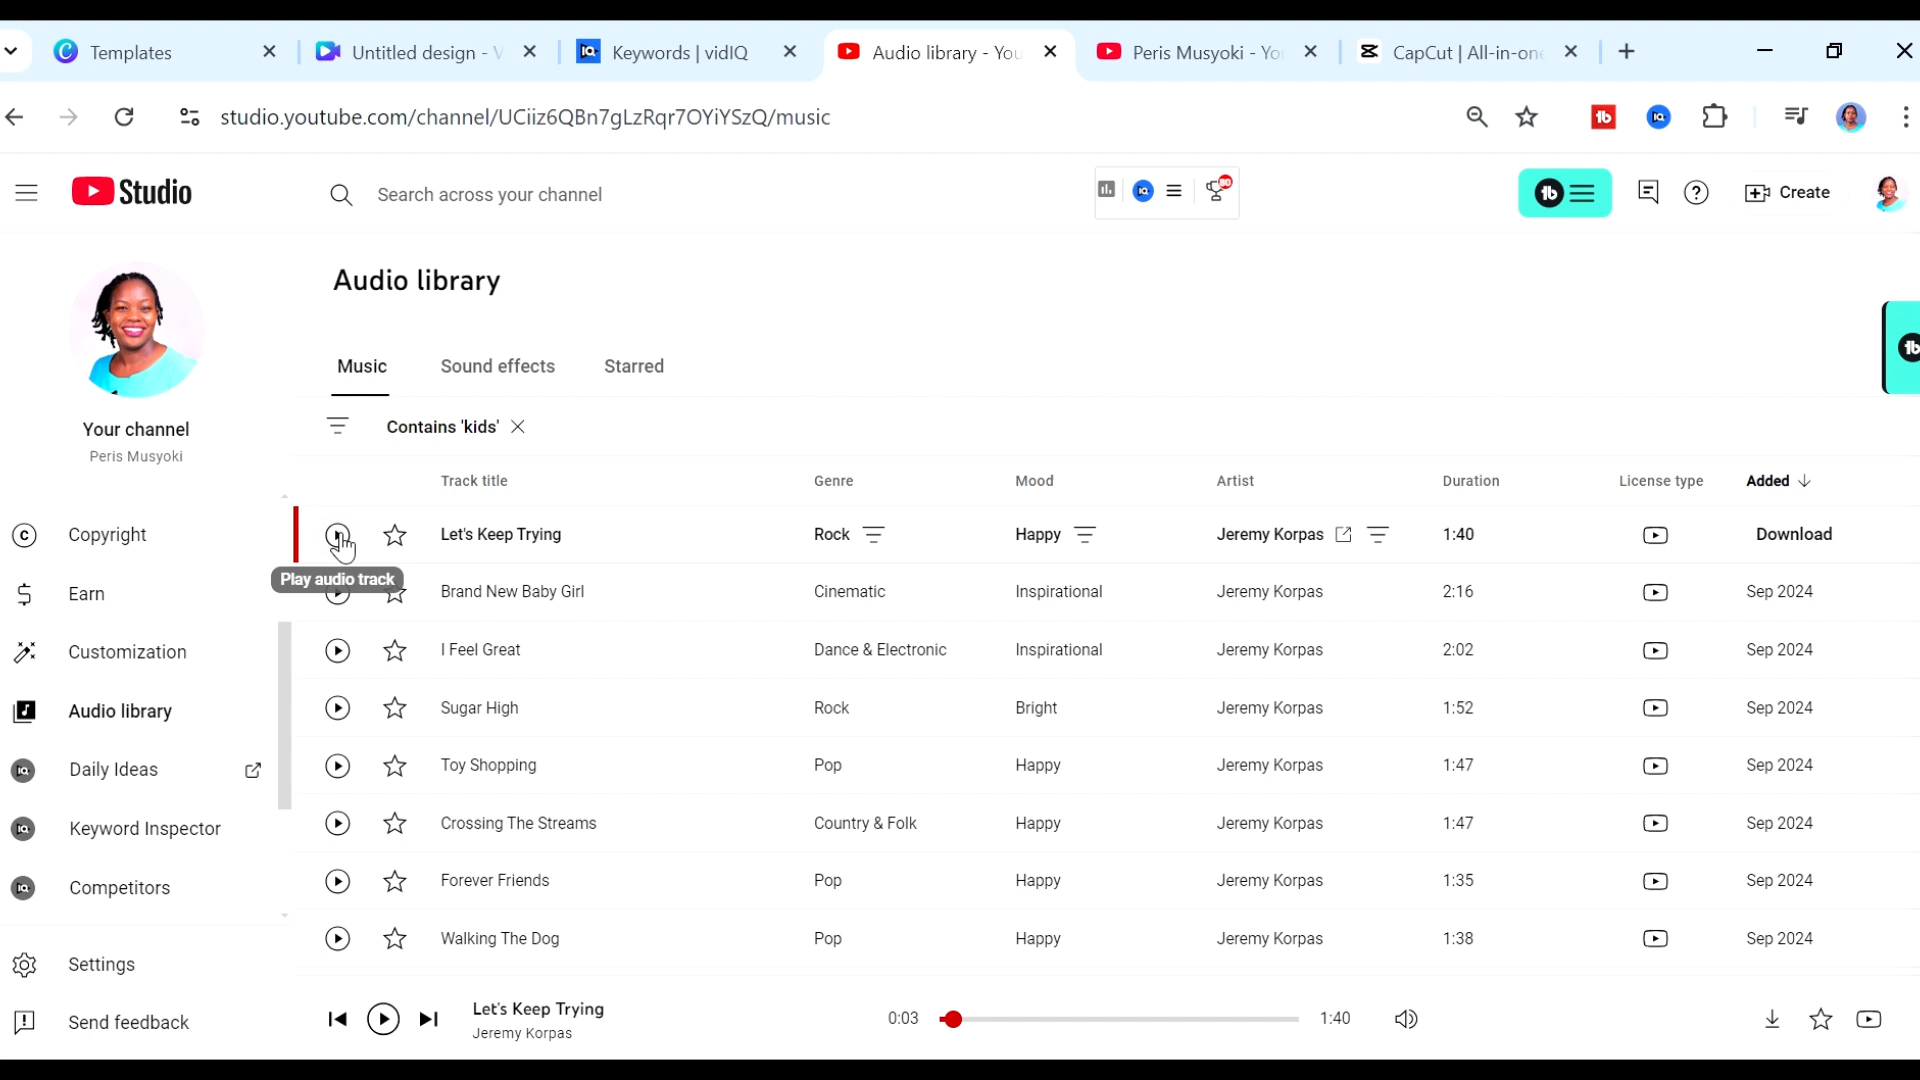 Templates
Untitled design - V
Keywords | vidIQ
Audio library - You
Peris Musyoki - You
CapCut | All-in-one
studio.youtube.com/channel/UCiiz6QBn7gLzRqr7OYiYSzQ/music
Studio
Search across your channel
Create
Audio library
Your channel
Peris Musyoki
Music Sound effects Starred
Contains 'kids'
Track title Genre Mood Artist Duration License type Added
Let's Keep Trying Rock Happy Jeremy Korpas 1:40 Download
Play audio track
Brand New Baby Girl Cinematic Inspirational Jeremy Korpas 2:16 Sep 2024
I Feel Great Dance & Electronic Inspirational Jeremy Korpas 2:02 Sep 2024
Sugar High Rock Bright Jeremy Korpas 1:52 Sep 2024
Toy Shopping Pop Happy Jeremy Korpas 1:47 Sep 2024
Crossing The Streams Country & Folk Happy Jeremy Korpas 1:47 Sep 2024
Forever Friends Pop Happy Jeremy Korpas 1:35 Sep 2024
Walking The Dog Pop Happy Jeremy Korpas 1:38 Sep 2024
Copyright
Earn
Customization
Audio library
Daily Ideas
Keyword Inspector
Competitors
Settings
Send feedback
Let's Keep Trying
Jeremy Korpas
0:03
1:40